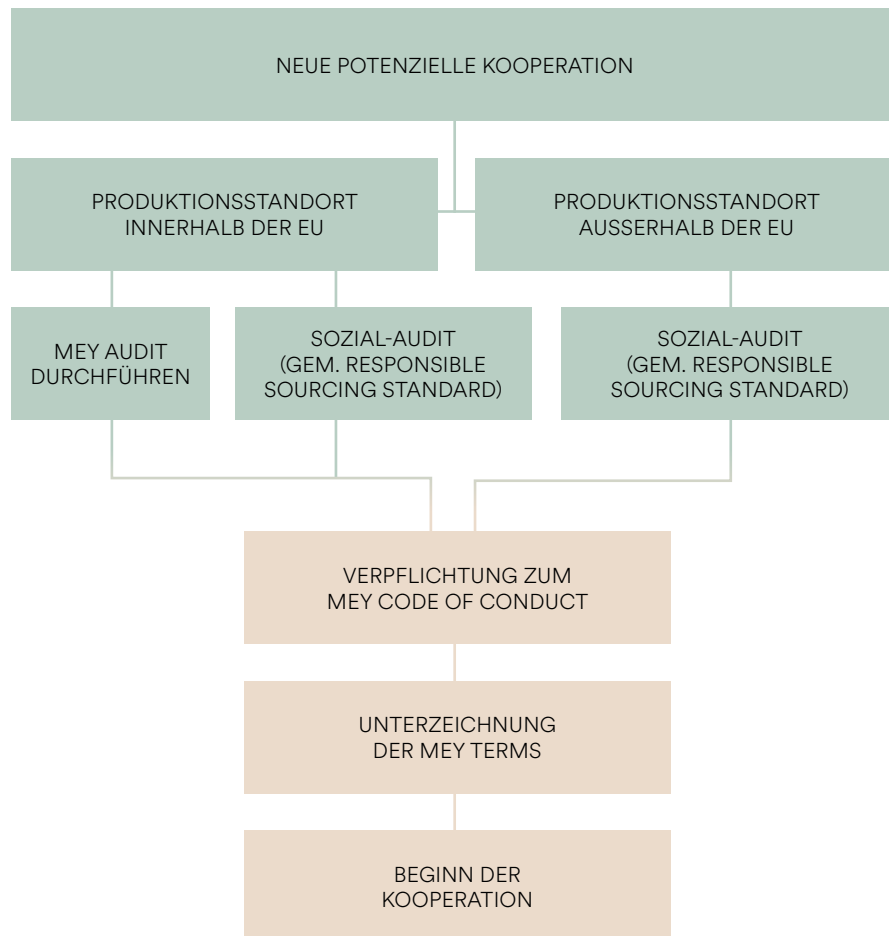 NEUE POTENZIELLE KOOPERATION
PRODUKTIONSSTANDORT
INNERHALB DER EU
PRODUKTIONSSTANDORT
AUSSERHALB DER EU
MEY AUDIT
DURCHFÜHREN
SOZIAL-AUDIT
(GEM. RESPONSIBLE
SOURCING STANDARD)
SOZIAL-AUDIT
(GEM. RESPONSIBLE
SOURCING STANDARD)
VERPFLICHTUNG ZUM
MEY CODE OF CONDUCT
UNTERZEICHNUNG
DER MEY TERMS
BEGINN DER
KOOPERATION